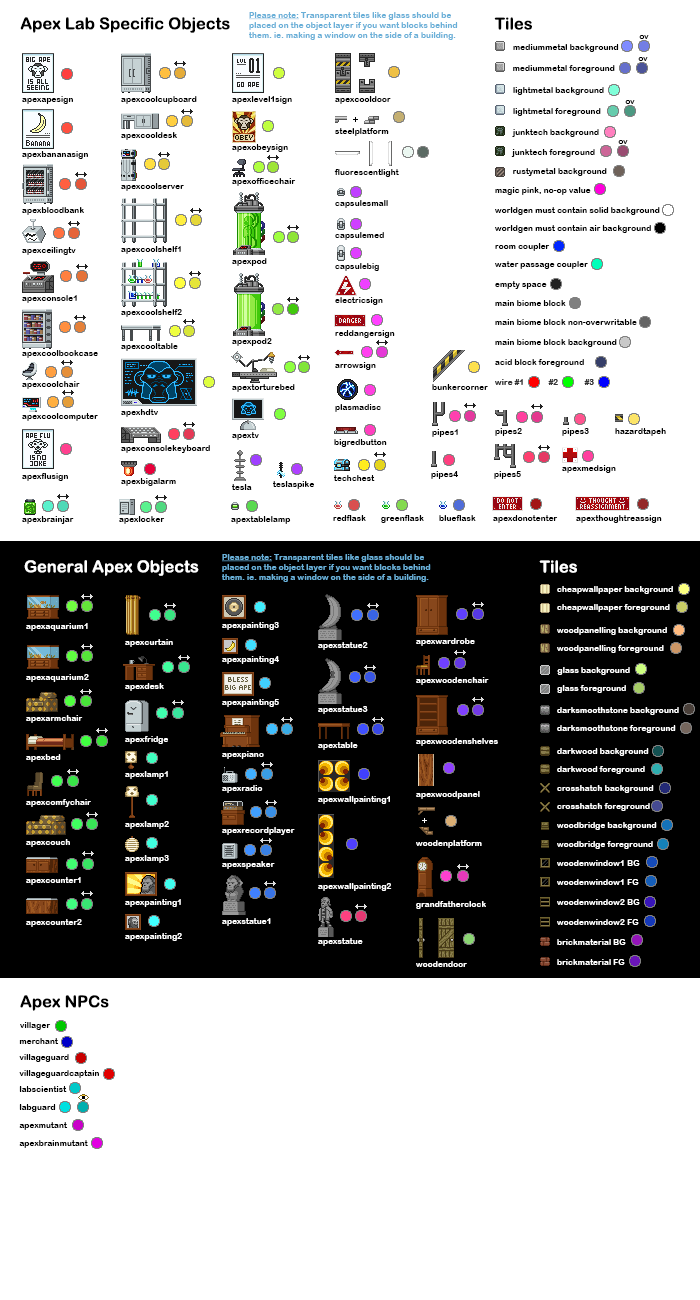 Apex Lab Specific Objects
Please note: Transparent tiles like glass should be
placed on the object layer if you want blocks behind
them. ie. making a window on the side of a building.
BIG APE
IS ALL
SEEING
apexapesign
BANANA
apexbananasign
apexbloodbank
apexceilingtv
apexconsole1
apexcoolbookcase
apexcoolchair
apexcoolcomputer
APE FLU
IS NO
JOKE
apexflusign
apexbrainjar
apexcoolcupboard
apexcooldesk
apexcoolserver
apexcoolshelf1
apexcoolshelf2
apexcooltable
apexhdtv
apexconsolekeyboard
apexbigalarm
apexlocker
LVL 01
GO APE
apexlevel1sign
OBEY
apexobeysign
apexofficechair
apexpod
apexpod2
apextorturebed
apextv
tesla
teslaspike
apextablelamp
apexcooldoor
+
steelplatform
fluorescentlight
capsulesmall
capsulemed
capsulebig
electricsign
DANGER
reddangersign
arrowsign
plasmadisc
bigredbutton
techchest
redflask
greenflask
blueflask
bunkercorner
pipes1
pipes2
pipes3
hazardtapeh
pipes4
pipes5
apexmedsign
DO NOT
ENTER
apexdonotenter
THOUGHT
REASSIGNMENT
apexthoughtreassign
Tiles
mediummetal background
OV
mediummetal foreground
OV
lightmetal background
lightmetal foreground
OV
junktech background
junktech foreground
OV
rustymetal background
magic pink, no-op value
worldgen must contain solid background
worldgen must contain air background
room coupler
water passage coupler
empty space
main biome block
main biome block non-overwritable
main biome block background
acid block foreground
wire #1 #2 #3
General Apex Objects
Please note: Transparent tiles like glass should be
placed on the object layer if you want blocks behind
them. ie. making a window on the side of a building.
apexaquarium1
apexaquarium2
apexarmchair
apexbed
apexcomfychair
apexcouch
apexcounter1
apexcounter2
apexcurtain
apexdesk
apexfridge
apexlamp1
apexlamp2
apexlamp3
apexpainting1
apexpainting2
apexpainting3
apexpainting4
BLESS
BIG APE
apexpainting5
apexpiano
apexradio
apexrecordplayer
apexspeaker
apexstatue1
apexstatue2
apexstatue3
apextable
apexwallpainting1
apexwallpainting2
apexstatue
apexwardrobe
apexwoodenchair
apexwoodenshelves
apexwoodpanel
+
woodenplatform
grandfatherclock
woodendoor
Tiles
cheapwallpaper background
cheapwallpaper foreground
woodpanelling background
woodpanelling foreground
glass background
glass foreground
darksmoothstone background
darksmoothstone foreground
darkwood background
darkwood foreground
crosshatch background
crosshatch foreground
woodbridge background
woodbridge foreground
woodenwindow1 BG
woodenwindow1 FG
woodenwindow2 BG
woodenwindow2 FG
brickmaterial BG
brickmaterial FG
Apex NPCs
villager
merchant
villageguard
villageguardcaptain
labscientist
labguard
apexmutant
apexbrainmutant